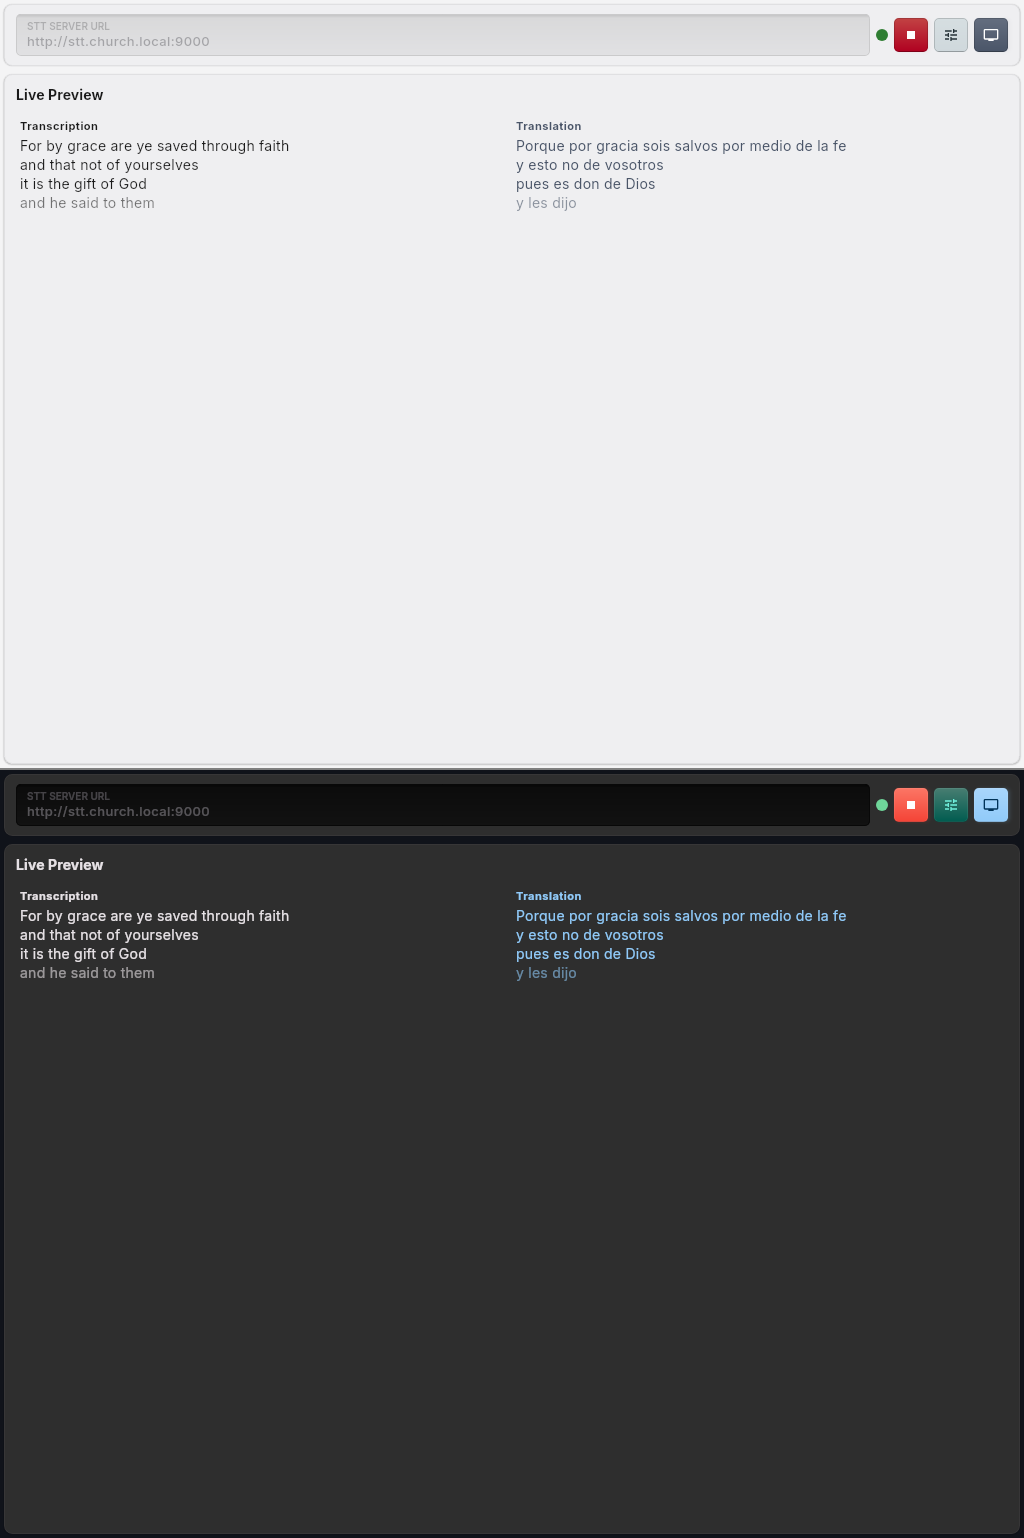 STT SERVER URL
http://stt.church.local:9000
Live Preview
Transcription
For by grace are ye saved through faith
and that not of yourselves
it is the gift of God
and he said to them
Translation
Porque por gracia sois salvos por medio de la fe
y esto no de vosotros
pues es don de Dios
y les dijo
STT SERVER URL
http://stt.church.local:9000
Live Preview
Transcription
For by grace are ye saved through faith
and that not of yourselves
it is the gift of God
and he said to them
Translation
Porque por gracia sois salvos por medio de la fe
y esto no de vosotros
pues es don de Dios
y les dijo